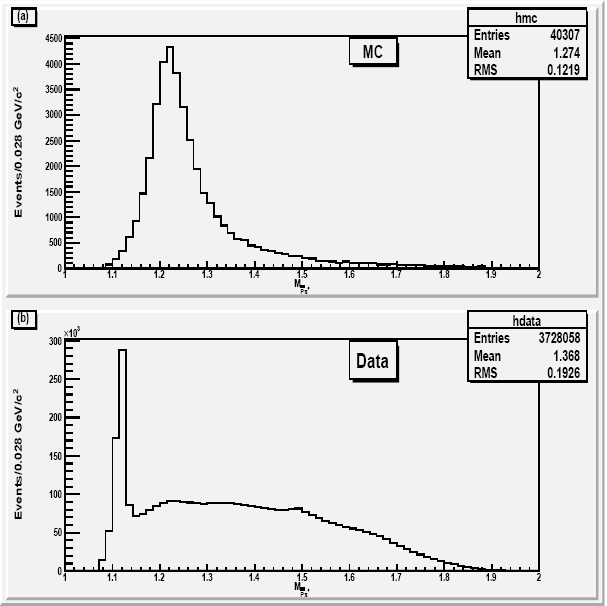 (a)
hmc
Entries 40307
Mean 1.274
RMS 0.1219
MC
Events/0.028 GeV/c²
4500
4000
3500
3000
2500
2000
1500
1000
500
0
1 1.1 1.2 1.3 1.4 1.5 1.6 1.7 1.8 1.9 2
(b)
hdata
Entries 3728058
Mean 1.368
RMS 0.1926
Data
×10³
Events/0.028 GeV/c²
300
250
200
150
100
50
0
1 1.1 1.2 1.3 1.4 1.5 1.6 1.7 1.8 1.9 2